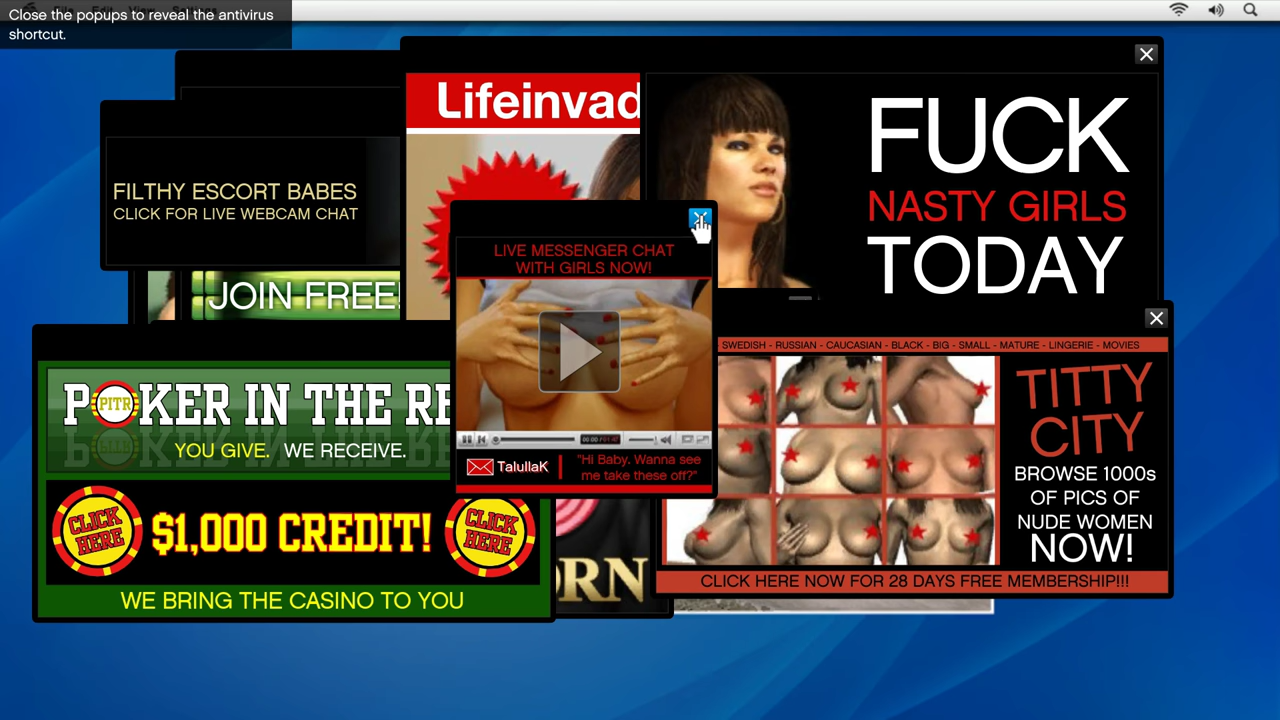 Close the popups to reveal the antivirus
shortcut.
Lifeinvad
FUCK
NASTY GIRLS
TODAY
FILTHY ESCORT BABES
CLICK FOR LIVE WEBCAM CHAT
JOIN FREE!
LIVE MESSENGER CHAT
WITH GIRLS NOW!
TalullaK
"Hi Baby. Wanna see
me take these off?"
SWEDISH - RUSSIAN - CAUCASIAN - BLACK - BIG - SMALL - MATURE - LINGERIE - MOVIES
TITTY
CITY
BROWSE 1000s
OF PICS OF
NUDE WOMEN
NOW!
CLICK HERE NOW FOR 28 DAYS FREE MEMBERSHIP!!!
POKER IN THE RE
PITR
YOU GIVE. WE RECEIVE.
CLICK
HERE
$1,000 CREDIT!
CLICK
HERE
WE BRING THE CASINO TO YOU
ORN